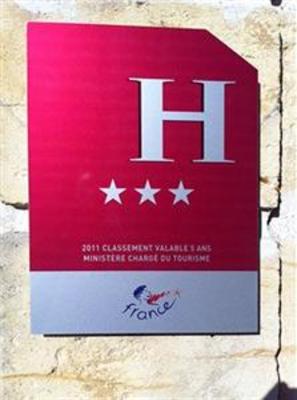 H
2011 CLASSEMENT VALABLE 5 ANS
MINISTÈRE CHARGÉ DU TOURISME
france